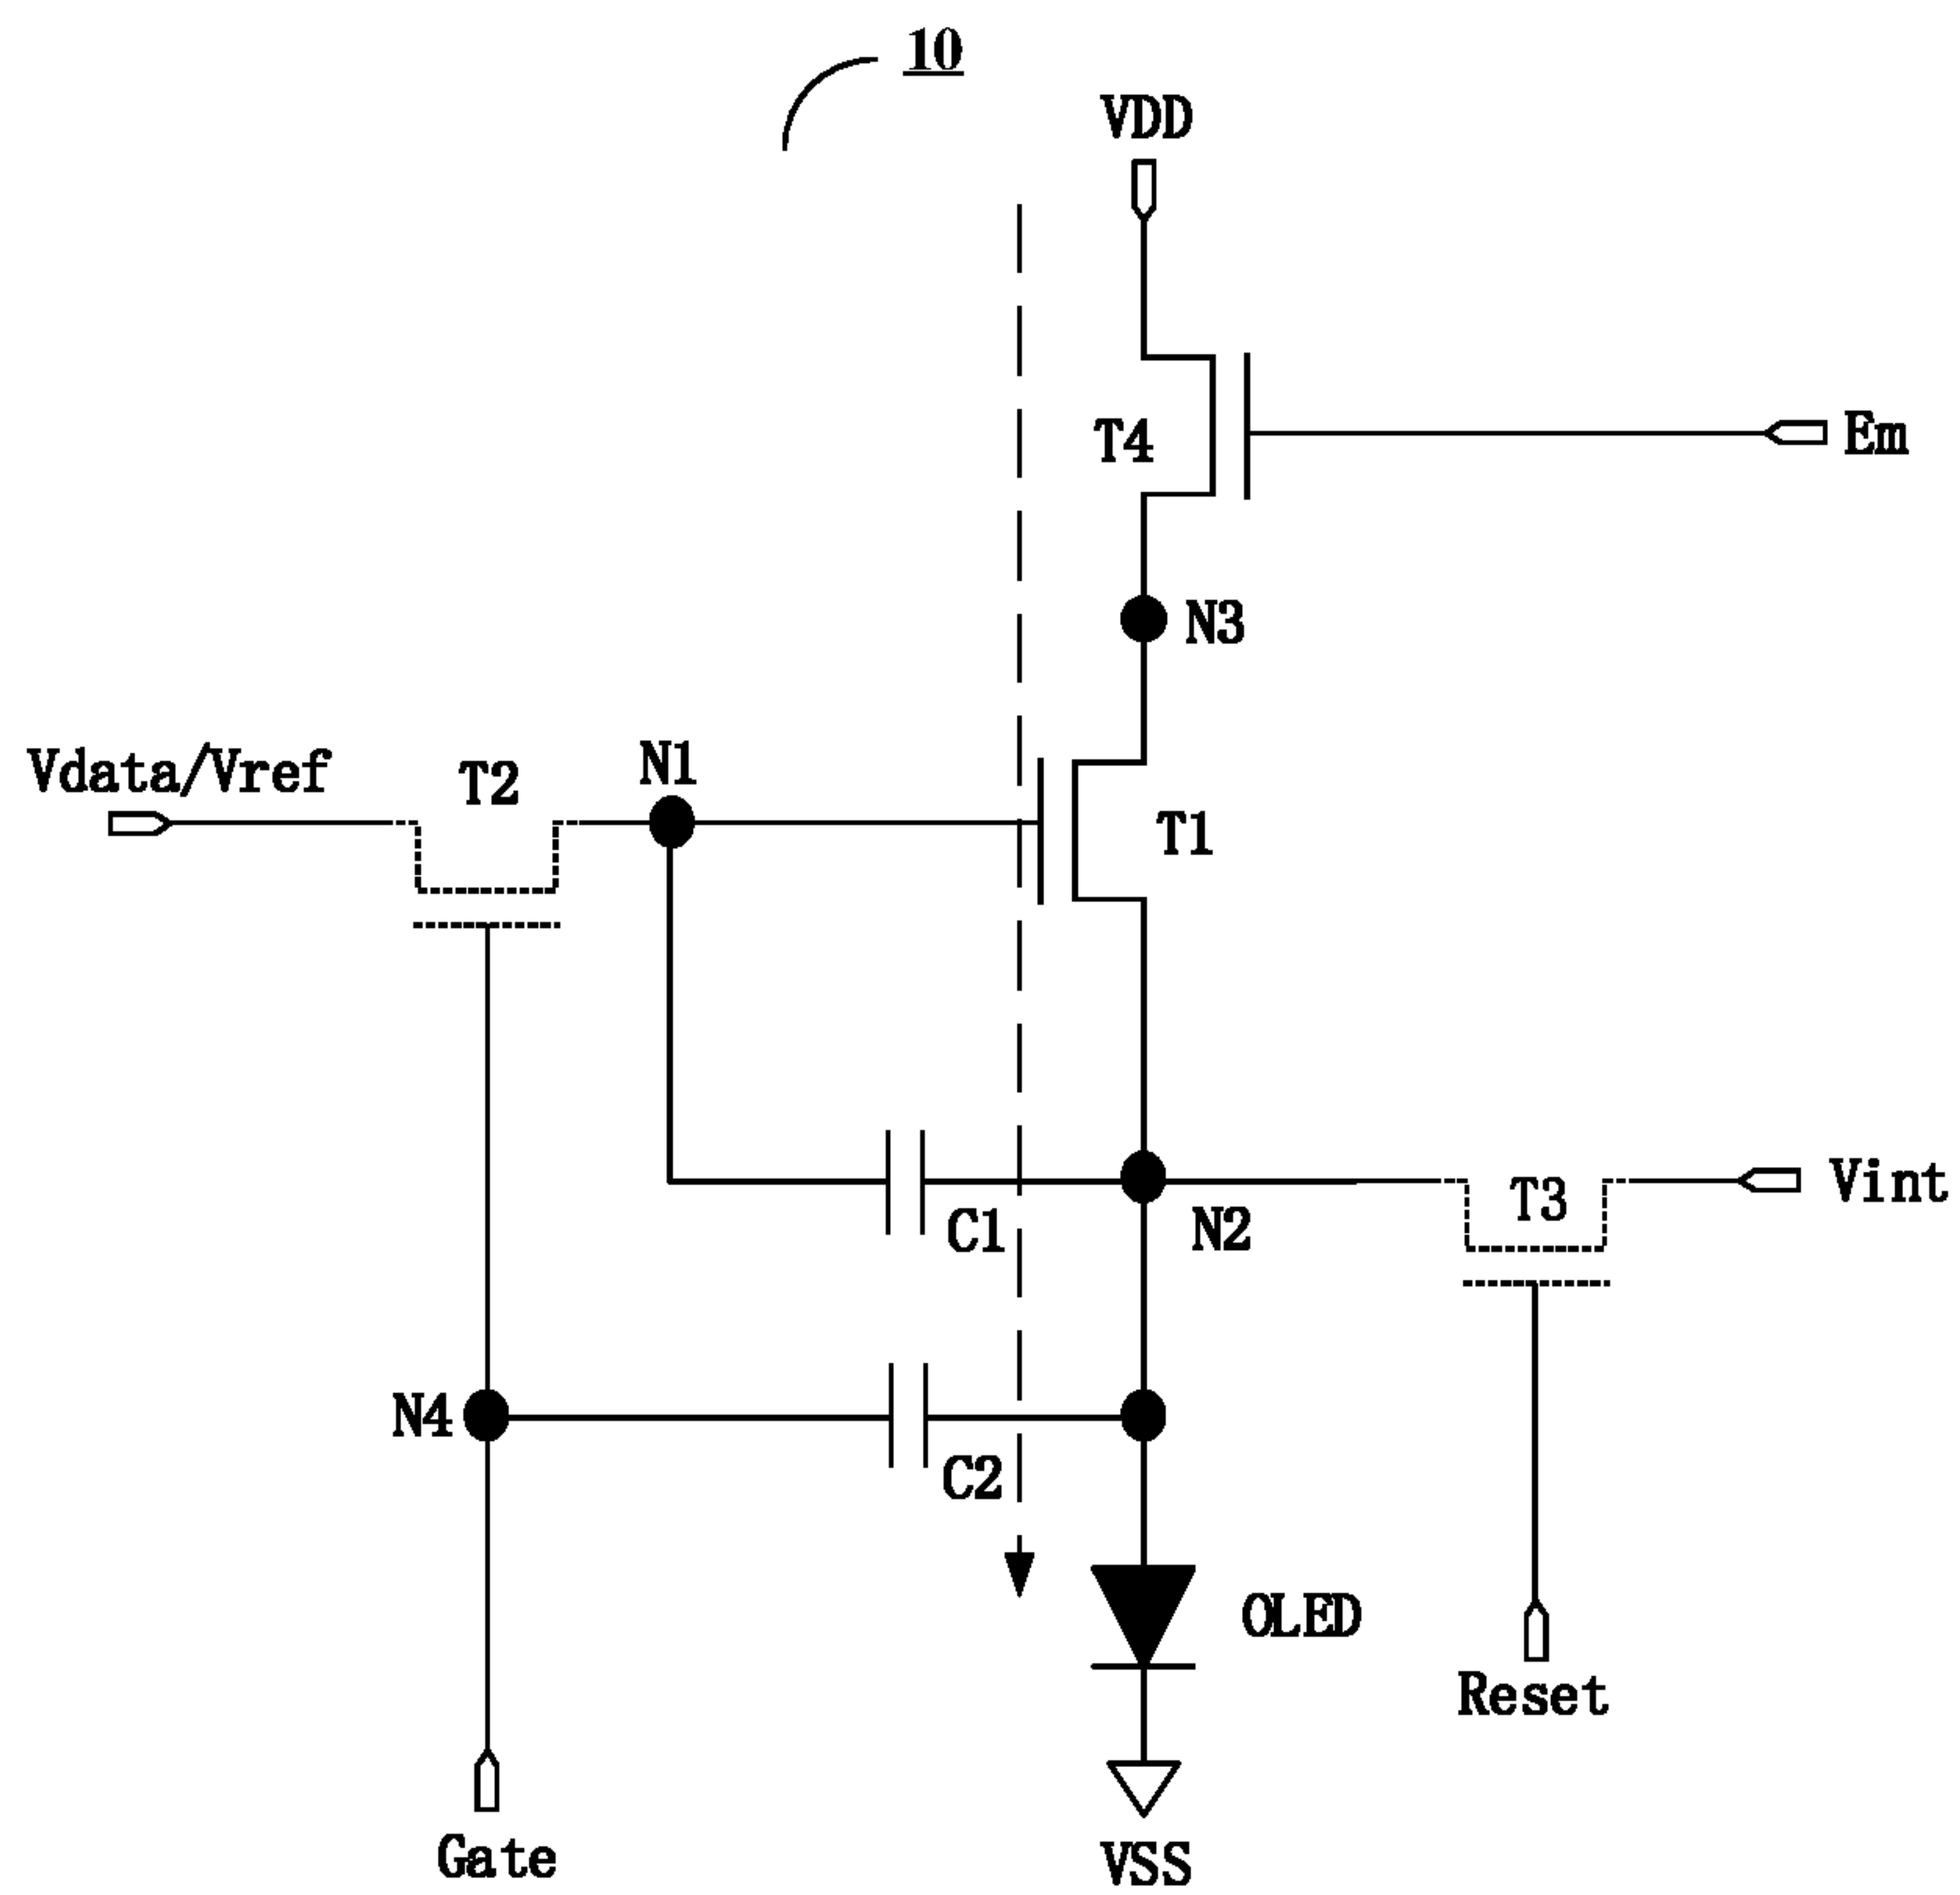 10
VDD
T4
Em
N3
Vdata/Vref
T2
N1
T1
C1
N2
T3
Vint
N4
C2
OLED
Reset
Gate
VSS